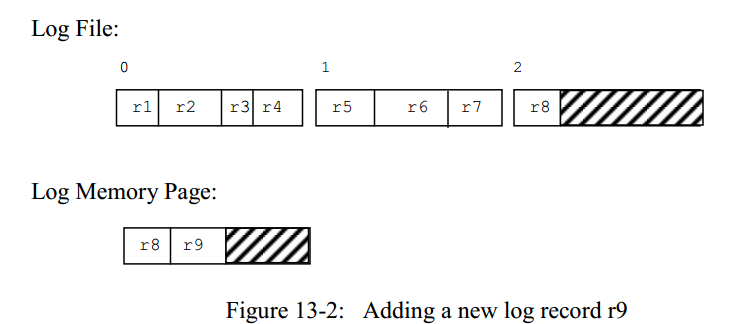 Log File:
0 1 2
r1 r2 r3 r4 r5 r6 r7 r8
Log Memory Page:
r8 r9
Figure 13-2: Adding a new log record r9